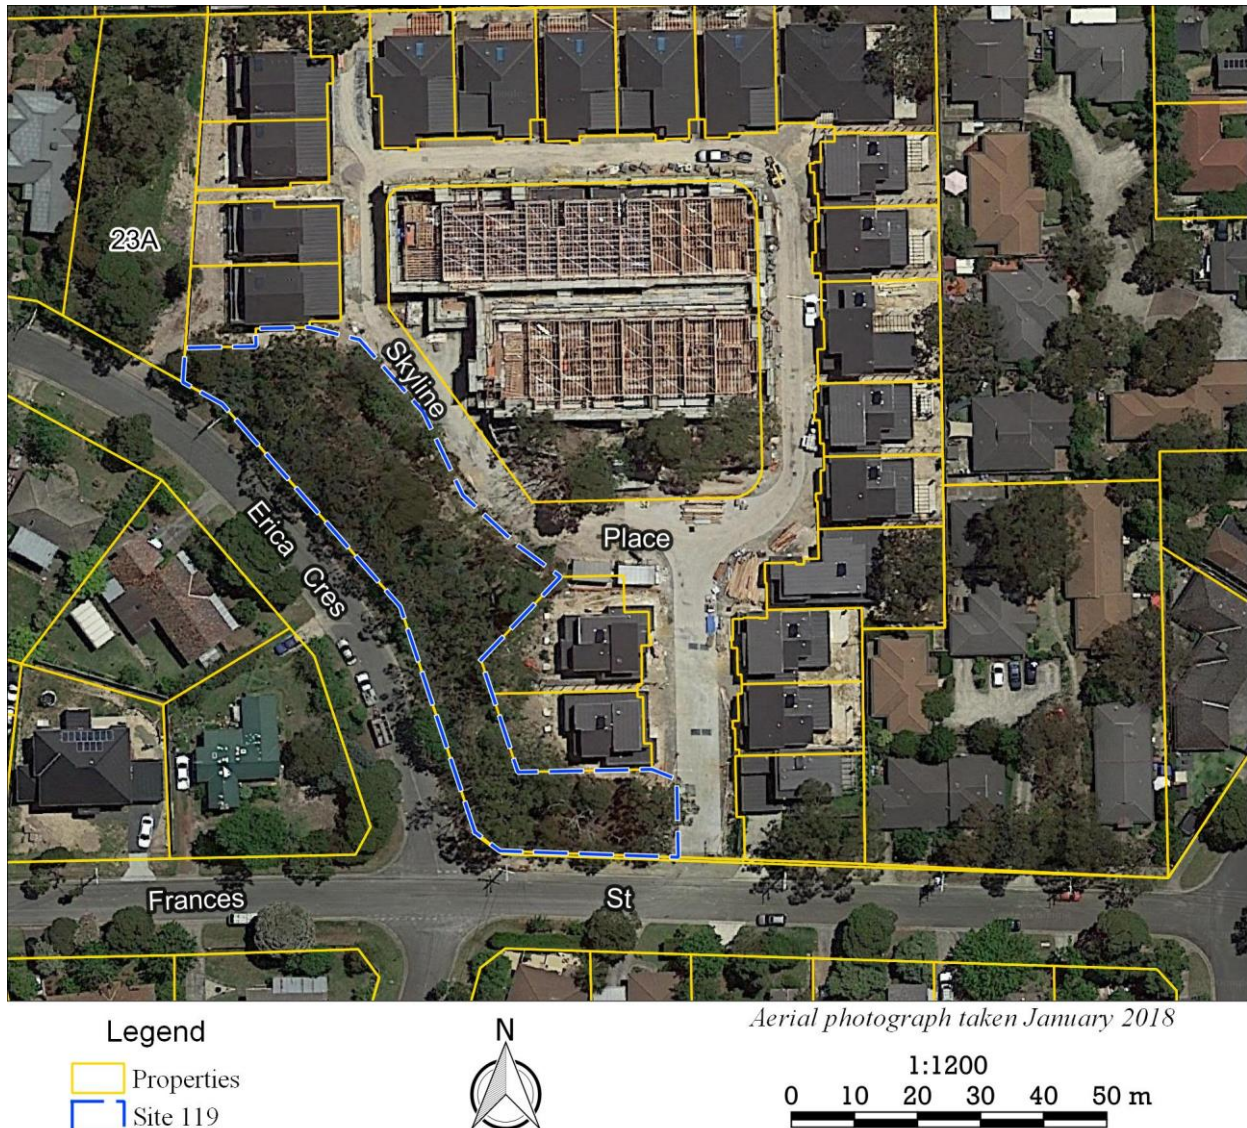 23A
Skyline
Place
Erica Cres
Frances St
Legend
Properties
Site 119
N
Aerial photograph taken January 2018
1:1200
0 10 20 30 40 50 m